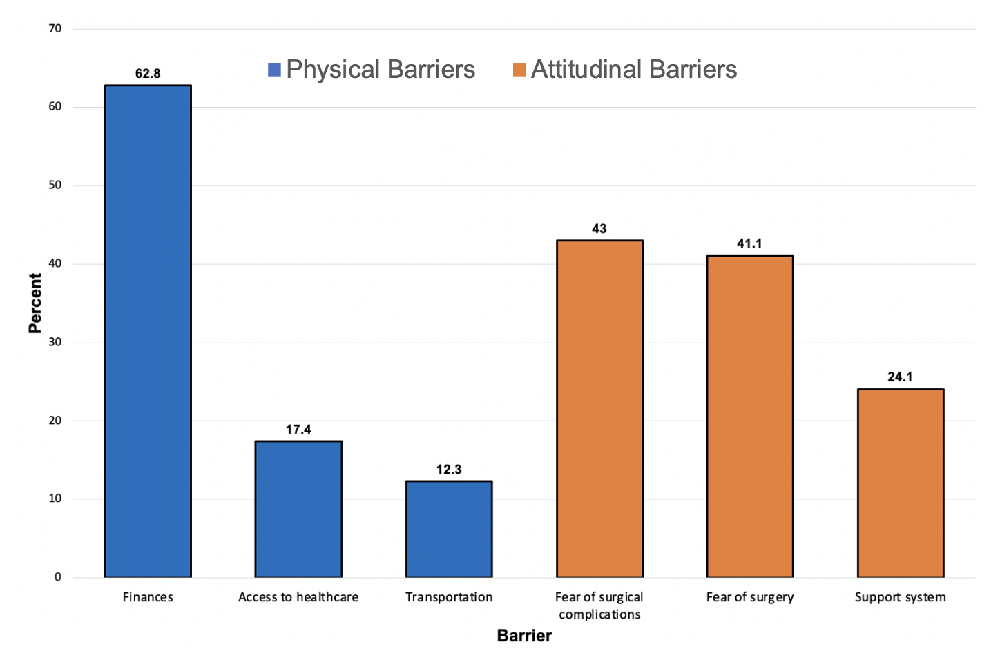 70
Physical Barriers
Attitudinal Barriers
62.8
60
50
43
41.1
40
Percent
30
24.1
20
17.4
12.3
10
0
Finances
Access to healthcare
Transportation
Fear of surgical
complications
Fear of surgery
Support system
Barrier